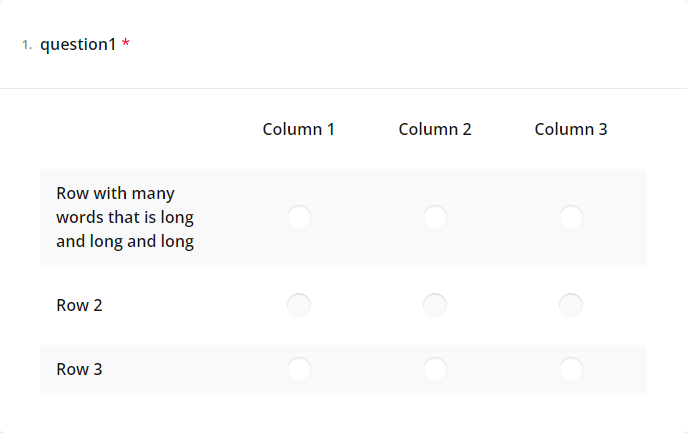 1. question1 *
Column 1 Column 2 Column 3
Row with many
words that is long
and long and long
Row 2
Row 3